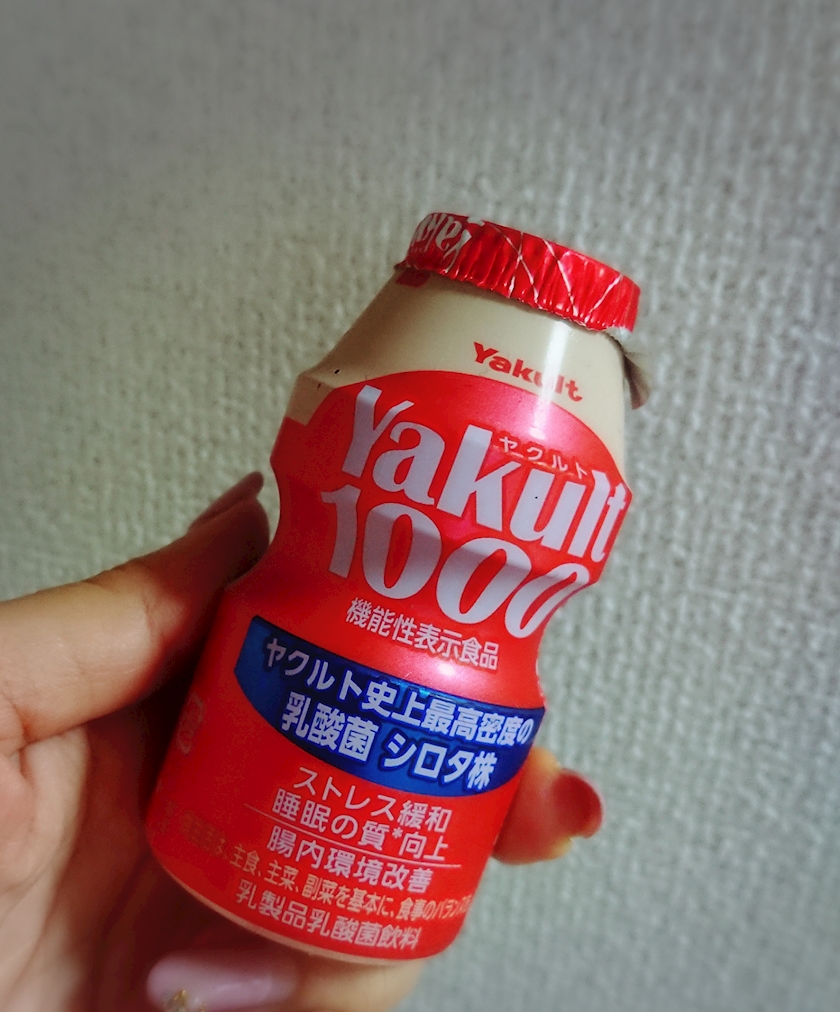 Yakult
Yakult
ヤクルト
Yakult
1000
機能性表示食品
ヤクルト史上最高密度の
乳酸菌 シロタ株
ストレス緩和
睡眠の質*向上
腸内環境改善
主食、主菜、副菜を基本に、食事のバランス
乳製品乳酸菌飲料